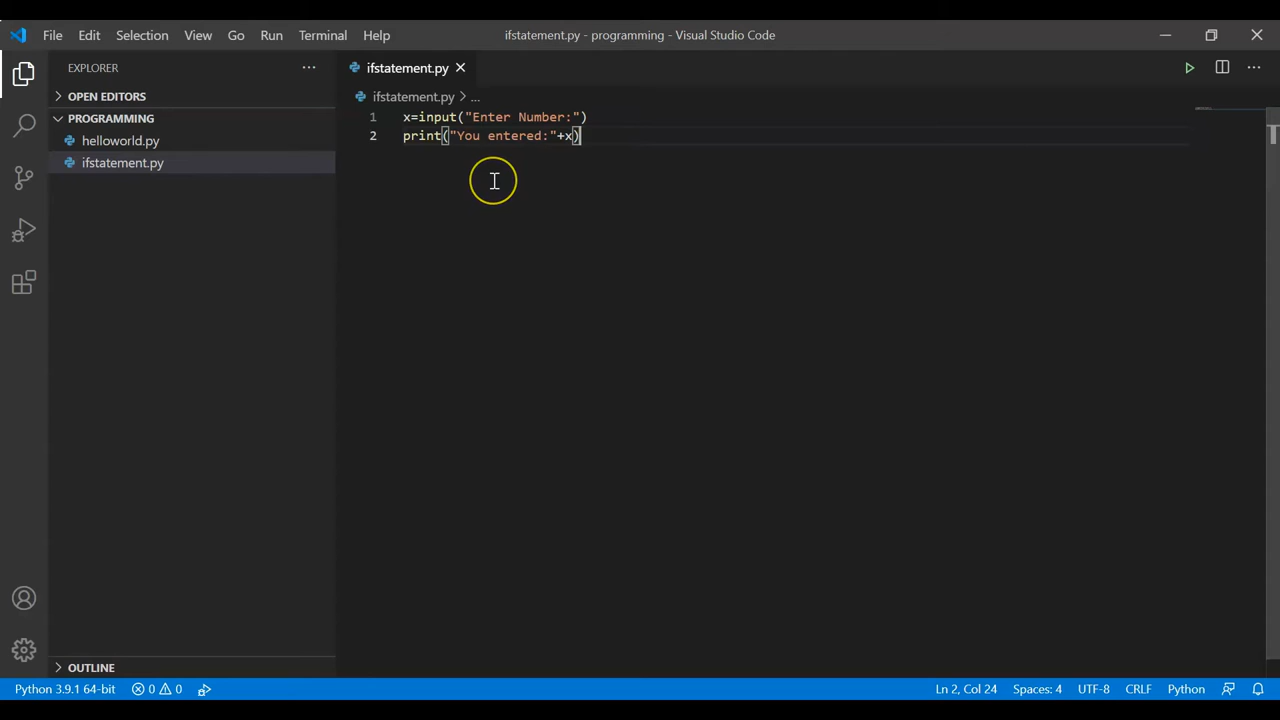 File Edit Selection View Go Run Terminal Help ifstatement.py - programming - Visual Studio Code
EXPLORER
OPEN EDITORS
PROGRAMMING
helloworld.py
ifstatement.py
OUTLINE
ifstatement.py
ifstatement.py > ...
1 x=input("Enter Number:")
2 print("You entered:"+x)
Python 3.9.1 64-bit 0 0 Ln 2, Col 24 Spaces: 4 UTF-8 CRLF Python